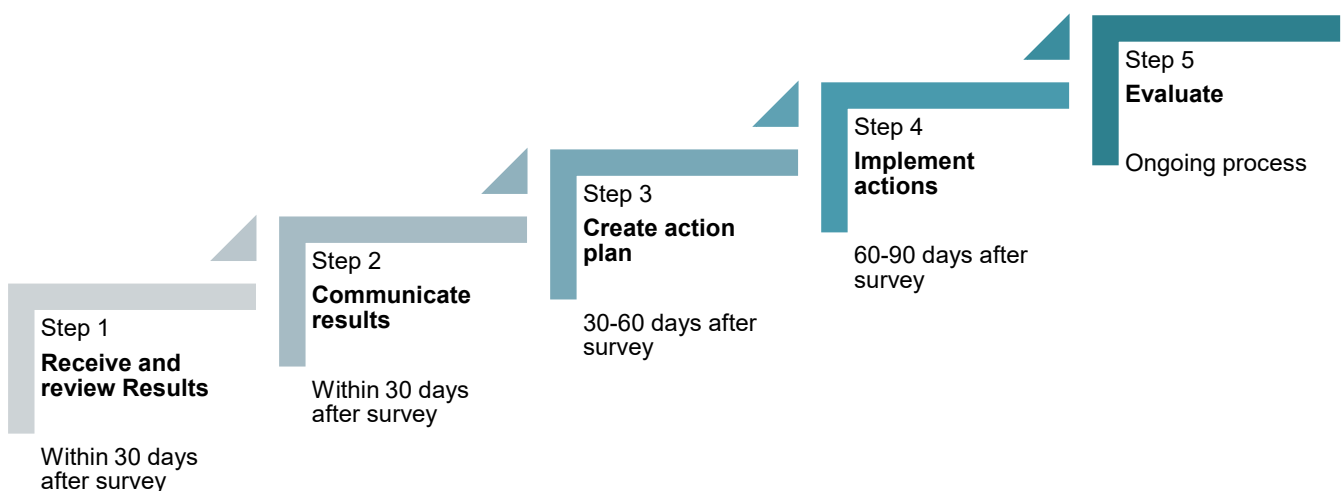 Step 1
Receive and
review Results
Within 30 days
after survey
Step 2
Communicate
results
Within 30 days
after survey
Step 3
Create action
plan
30-60 days after
survey
Step 4
Implement
actions
60-90 days after
survey
Step 5
Evaluate
Ongoing process